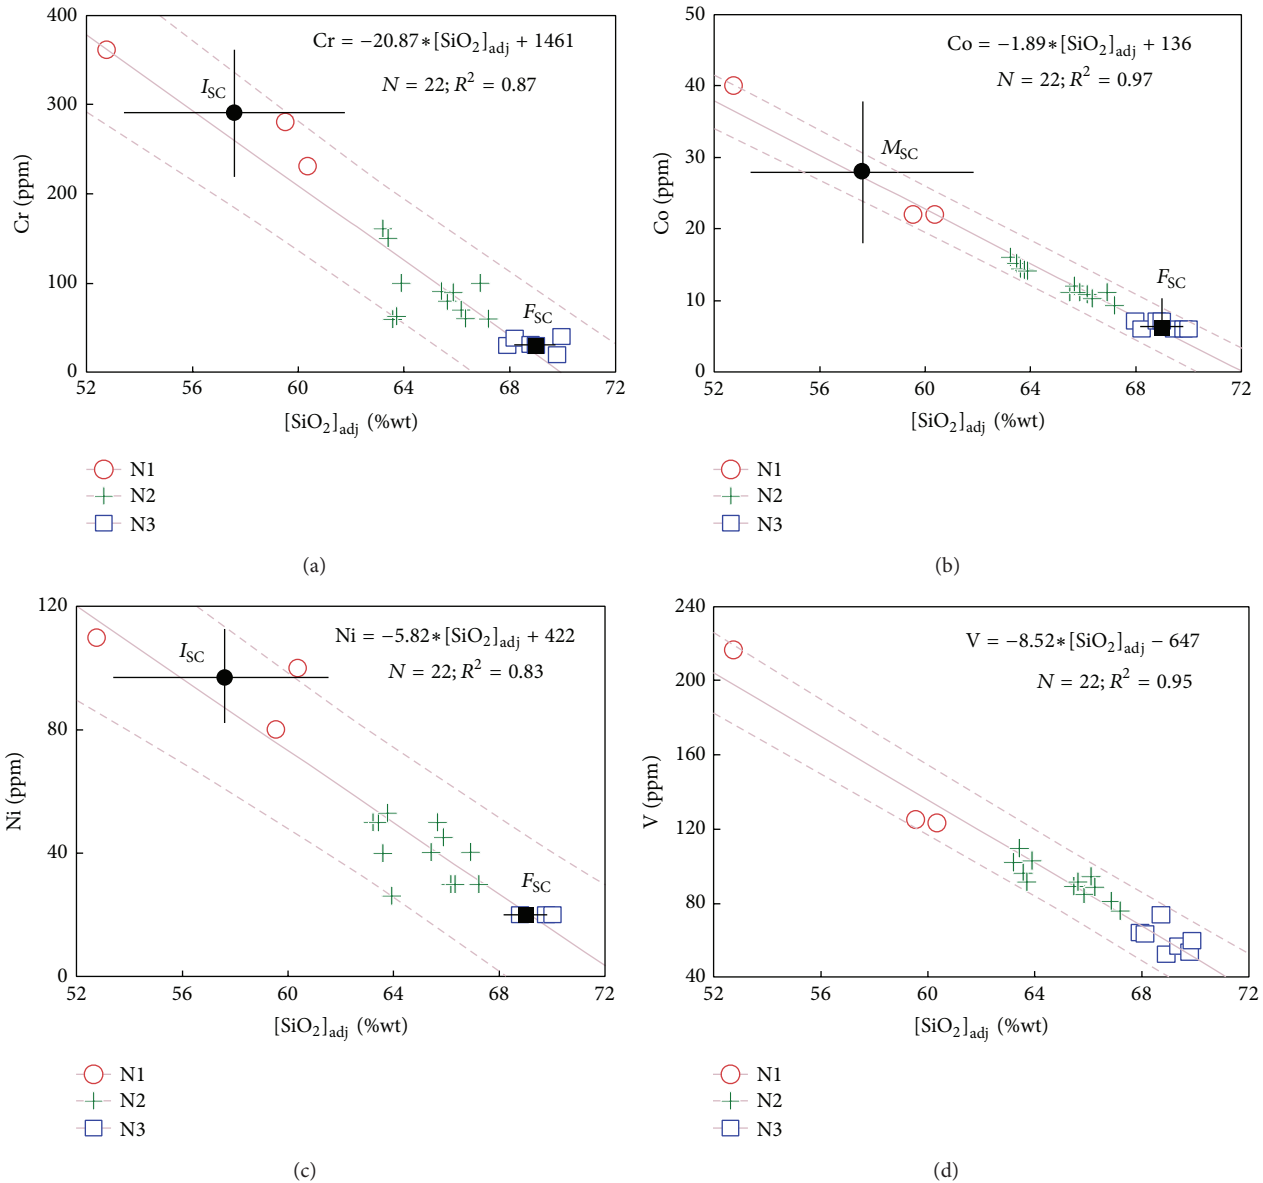 400
300
200
100
0
Cr (ppm)
Cr = −20.87∗[SiO2]adj + 1461
N = 22; R2 = 0.87
ISC
FSC
52 56 60 64 68 72
[SiO2]adj (%wt)
N1
N2
N3
(a)
50
40
30
20
10
0
Co (ppm)
Co = −1.89∗[SiO2]adj + 136
N = 22; R2 = 0.97
MSC
FSC
52 56 60 64 68 72
[SiO2]adj (%wt)
N1
N2
N3
(b)
120
80
40
0
Ni (ppm)
Ni = −5.82∗[SiO2]adj + 422
N = 22; R2 = 0.83
ISC
FSC
52 56 60 64 68 72
[SiO2]adj (%wt)
N1
N2
N3
(c)
240
200
160
120
80
40
V (ppm)
V = −8.52∗[SiO2]adj − 647
N = 22; R2 = 0.95
52 56 60 64 68 72
[SiO2]adj (%wt)
N1
N2
N3
(d)